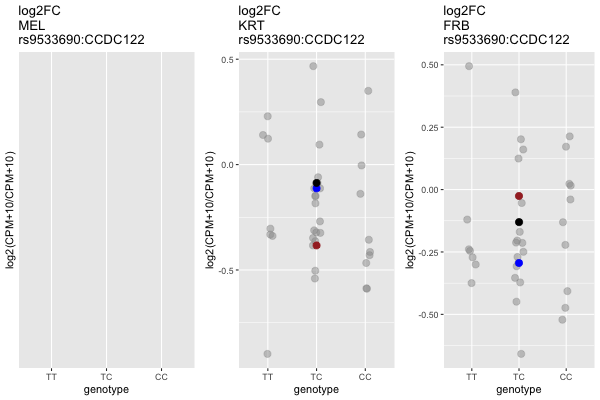 log2FC
MEL
rs9533690:CCDC122
log2(CPM+10/CPM+10)
TT
TC
CC
genotype
log2FC
KRT
rs9533690:CCDC122
log2(CPM+10/CPM+10)
0.5
0.0
-0.5
TT
TC
CC
genotype
log2FC
FRB
rs9533690:CCDC122
log2(CPM+10/CPM+10)
0.50
0.25
0.00
-0.25
-0.50
TT
TC
CC
genotype